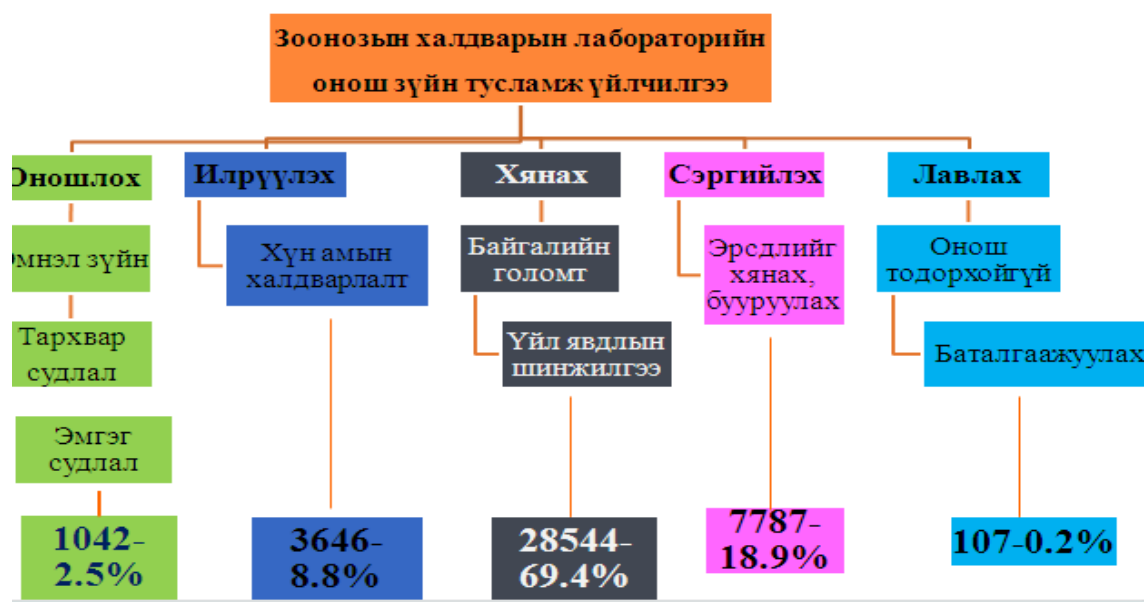 Зоонозын халдварын лабораторийн
онош зүйн тусламж үйлчилгээ
Оношлох
Илрүүлэх
Хянах
Сэргийлэх
Лавлах
Эмнэл зүйн
Хүн амын
халдварлалт
Байгалийн
голомт
Эрсдлийг
хянах,
бууруулах
Онош
тодорхойгүй
Тархвар
судлал
Үйл явдлын
шинжилгээ
Баталгаажуулах
Эмгэг
судлал
1042-
2.5%
3646-
8.8%
28544-
69.4%
7787-
18.9%
107-0.2%